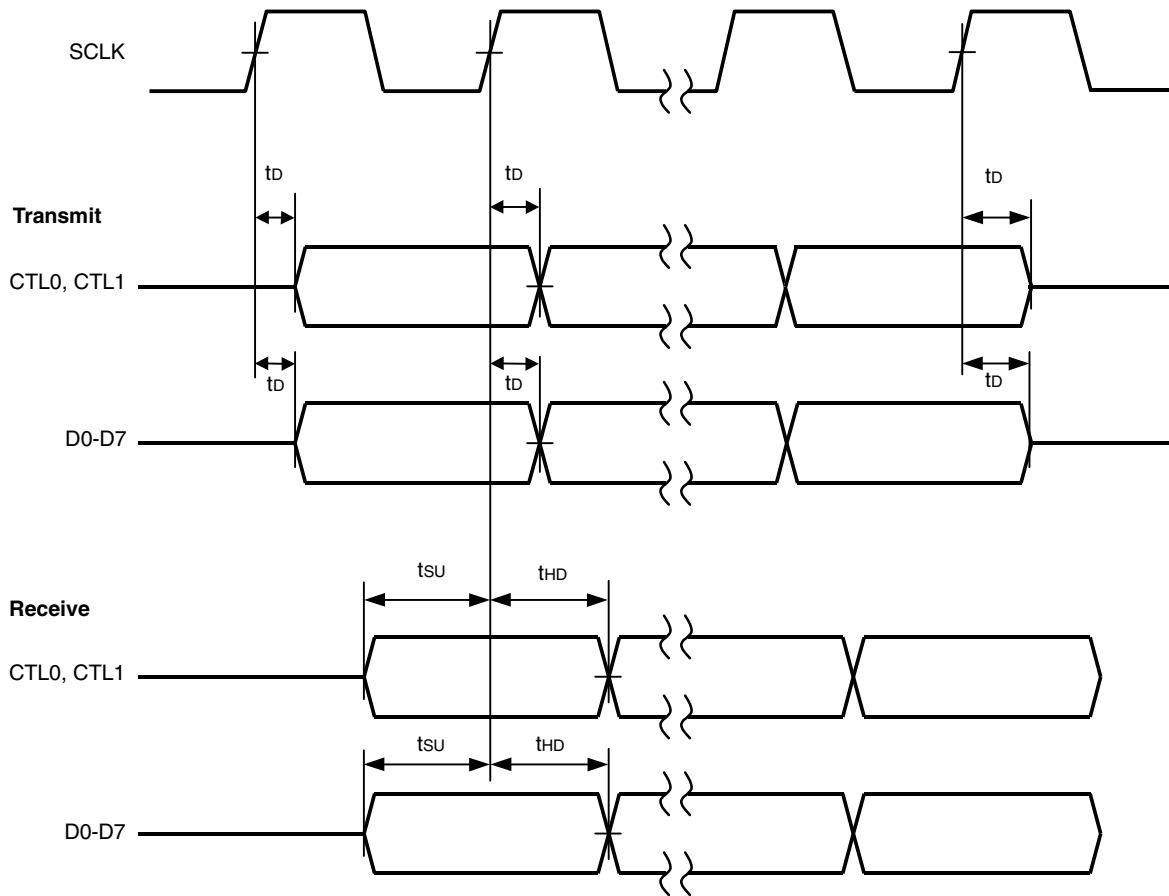 SCLK
tD tD tD
Transmit
CTL0, CTL1
tD tD tD
D0-D7
tSU tHD
Receive
CTL0, CTL1
tSU tHD
D0-D7